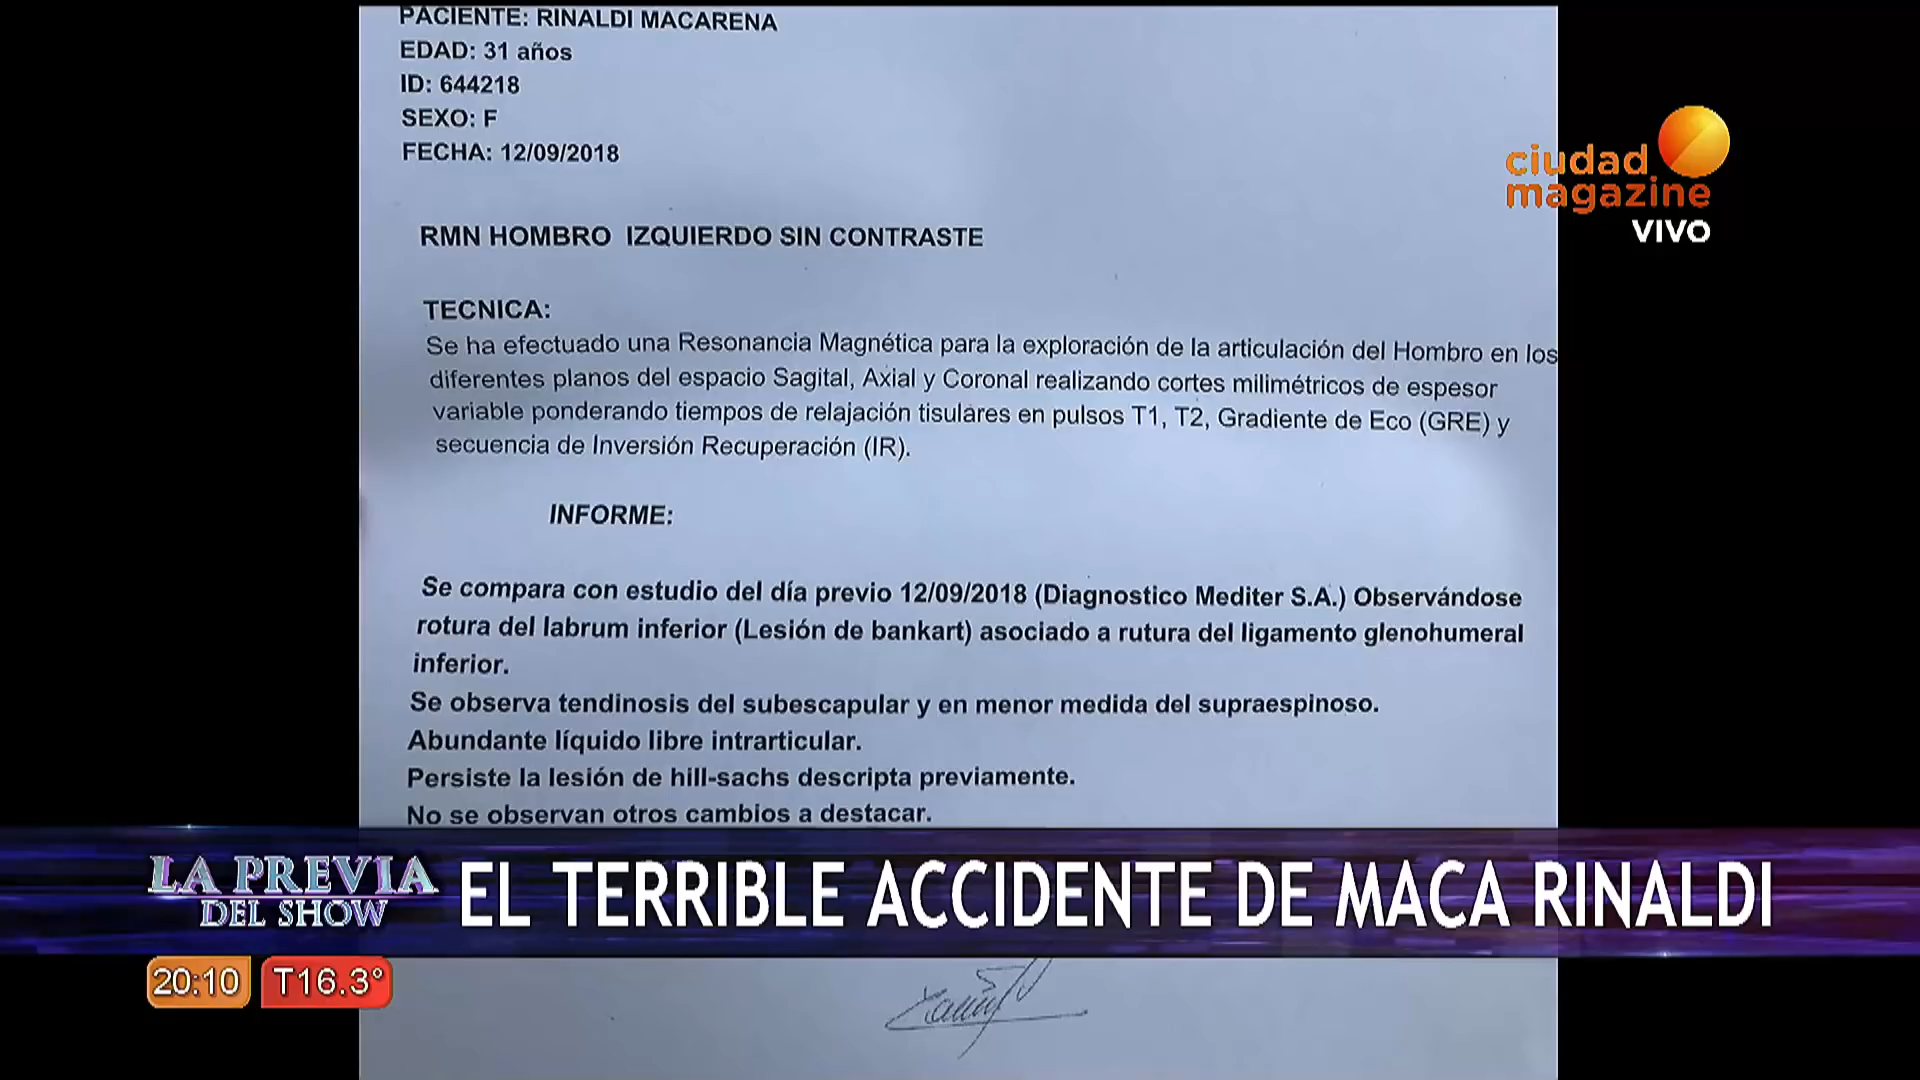 PACIENTE: RINALDI MACARENA
EDAD: 31 años
ID: 644218
SEXO: F
FECHA: 12/09/2018
ciudad
magazine
VIVO
RMN HOMBRO IZQUIERDO SIN CONTRASTE
TECNICA:
Se ha efectuado una Resonancia Magnética para la exploración de la articulación del Hombro en los
diferentes planos del espacio Sagital, Axial y Coronal realizando cortes milimétricos de espesor
variable ponderando tiempos de relajación tisulares en pulsos T1, T2, Gradiente de Eco (GRE) y
secuencia de Inversión Recuperación (IR).
INFORME:
Se compara con estudio del día previo 12/09/2018 (Diagnostico Mediter S.A.) Observándose
rotura del labrum inferior (Lesión de bankart) asociado a rutura del ligamento glenohumeral
inferior.
Se observa tendinosis del subescapular y en menor medida del supraespinoso.
Abundante líquido libre intrarticular.
Persiste la lesión de hill-sachs descripta previamente.
No se observan otros cambios a destacar.
LA PREVIA
DEL SHOW
EL TERRIBLE ACCIDENTE DE MACA RINALDI
20:10 T16.3°